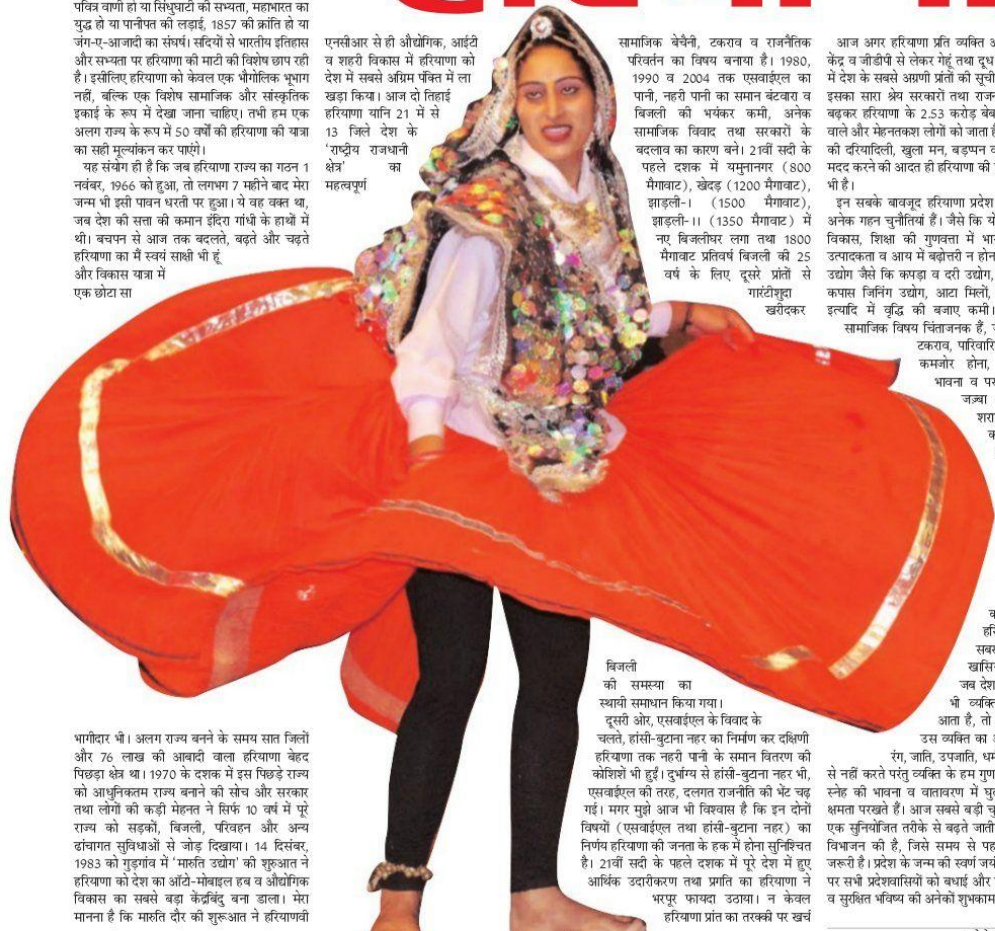 पवित्र वाणी हो या सिंधुघाटी की सभ्यता, महाभारत का
युद्ध हो या पानीपत की लड़ाई, 1857 की क्रांति हो या
जंग-ए-आजादी का संघर्ष। सदियों से भारतीय इतिहास
और सभ्यता पर हरियाणा की माटी की विशेष छाप रही
है। इसीलिए हरियाणा को केवल एक भौगोलिक भूभाग
नहीं, बल्कि एक विशेष सामाजिक और सांस्कृतिक
इकाई के रूप में देखा जाना चाहिए। तभी हम एक
अलग राज्य के रूप में 50 वर्षों की हरियाणा की यात्रा
का सही मूल्यांकन कर पाएंगे।
यह संयोग ही है कि जब हरियाणा राज्य का गठन 1
नवंबर, 1966 को हुआ, तो लगभग 7 महीने बाद मेरा
जन्म भी इसी पावन धरती पर हुआ। ये वह वक्त था,
जब देश की सत्ता की कमान इंदिरा गांधी के हाथों में
थी। बचपन से आज तक बदलते, बढ़ते और चढ़ते
हरियाणा का मैं स्वयं साक्षी भी हूं
और विकास यात्रा में
एक छोटा सा
भागीदार भी। अलग राज्य बनने के समय सात जिलों
और 76 लाख की आबादी वाला हरियाणा बेहद
पिछड़ा क्षेत्र था। 1970 के दशक में इस पिछड़े राज्य
को आधुनिकतम राज्य बनाने की सोच और सरकार
तथा लोगों की कड़ी मेहनत ने सिर्फ 10 वर्ष में पूरे
राज्य को सड़कों, बिजली, परिवहन और अन्य
ढांचागत सुविधाओं से जोड़ दिखाया। 14 दिसंबर,
1983 को गुड़गांव में 'मारुति उद्योग' की शुरुआत ने
हरियाणा को देश का ऑटो-मोबाइल हब व औद्योगिक
विकास का सबसे बड़ा केंद्रबिंदु बना डाला। मेरा
मानना है कि मारुति दौर की शुरूआत ने हरियाणवी
एनसीआर से ही औद्योगिक, आईटी
व शहरी विकास में हरियाणा को
देश में सबसे अग्रिम पंक्ति में ला
खड़ा किया। आज दो तिहाई
हरियाणा यानि 21 में से
13 जिले देश के
'राष्ट्रीय राजधानी
क्षेत्र' का
महत्वपूर्ण
सामाजिक बेचैनी, टकराव व राजनैतिक
परिवर्तन का विषय बनाया है। 1980,
1990 व 2004 तक एसवाईएल का
पानी, नहरी पानी का समान बंटवारा व
बिजली की भयंकर कमी, अनेक
सामाजिक विवाद तथा सरकारों के
बदलाव का कारण बने। 21वीं सदी के
पहले दशक में यमुनानगर (800
मैगावाट), खेदड़ (1200 मैगावाट),
झाड़ली-I (1500 मैगावाट),
झाड़ली-II (1350 मैगावाट) में
नए बिजलीघर लगा तथा 1800
मैगावाट प्रतिवर्ष बिजली की 25
वर्ष के लिए दूसरे प्रांतों से
गारंटीशुदा
खरीदकर
बिजली
की समस्या का
स्थायी समाधान किया गया।
दूसरी ओर, एसवाईएल के विवाद के
चलते, हांसी-बुटाना नहर का निर्माण कर दक्षिणी
हरियाणा तक नहरी पानी के समान वितरण की
कोशिशें भी हुईं। दुर्भाग्य से हांसी-बुटाना नहर भी,
एसवाईएल की तरह, दलगत राजनीति की भेंट चढ़
गई। मगर मुझे आज भी विश्वास है कि इन दोनों
विषयों (एसवाईएल तथा हांसी-बुटाना नहर) का
निर्णय हरियाणा की जनता के हक में होना सुनिश्चित
है। 21वीं सदी के पहले दशक में पूरे देश में हुए
आर्थिक उदारीकरण तथा प्रगति का हरियाणा ने
भरपूर फायदा उठाया। न केवल
हरियाणा प्रांत का तरक्की पर खर्च
आज अगर हरियाणा प्रति व्यक्ति
केंद्र व जीडीपी से लेकर गेहूं तथा दूध
में देश के सबसे अग्रणी प्रांतों की सूची
इसका सारा श्रेय सरकारों तथा
बढ़कर हरियाणा के 2.53 करोड़
वाले और मेहनतकश लोगों को जाता
की दरियादिली, खुला मन, बड़प्पन व
मदद करने की आदत ही हरियाणा की
भी है।
इन सबके बावजूद हरियाणा प्रदेश
अनेक गहन चुनौतियां हैं। जैसे कि
विकास, शिक्षा की गुणवत्ता में
उत्पादकता व आय में बढ़ोत्तरी न
उद्योग जैसे कि कपड़ा व दरी उद्योग,
कपास जिनिंग उद्योग, आटा मिलों,
इत्यादि में वृद्धि की बजाए कमी।
सामाजिक विषय चिंताजनक हैं,
टकराव,
कमजोर होना,
भावना व
जज़्बा
जब देश
भी व्यक्ति
आता है, तो
उस व्यक्ति का
रंग, जाति, उपजाति,
से नहीं करते परंतु व्यक्ति के हम गुण
स्नेह की भावना व वातावरण में
क्षमता परखते हैं। आज सबसे बड़ी
एक सुनियोजित तरीके से बढ़ते जाती
विभाजन की है, जिसे समय से
जरूरी है। प्रदेश के जन्म की स्वर्ण
पर सभी प्रदेशवासियों को बधाई और
व सुरक्षित भविष्य की अनेकों